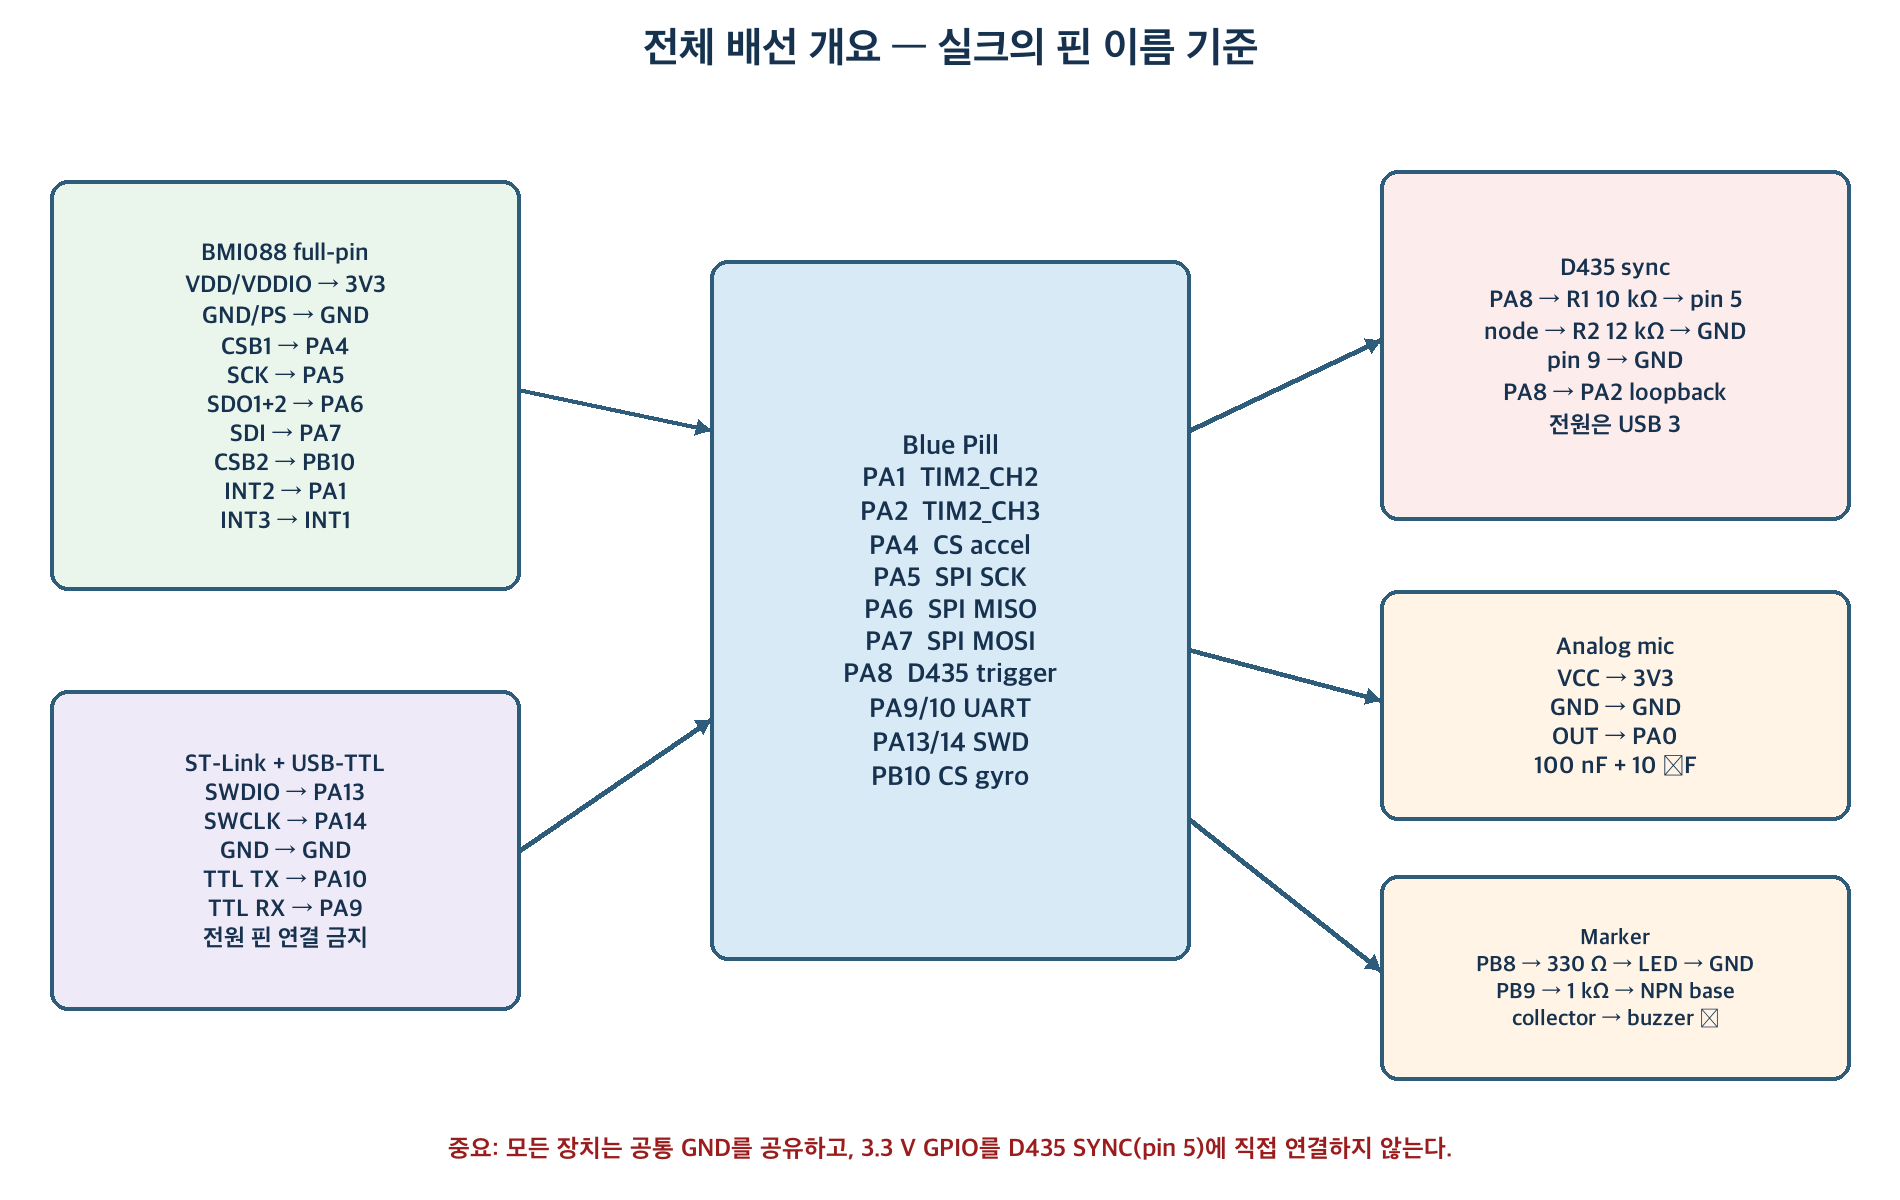 전체 배선 개요 — 실크의 핀 이름 기준
BMI088 full-pin
VDD/VDDIO → 3V3
GND/PS → GND
CSB1 → PA4
SCK → PA5
SDO1+2 → PA6
SDI → PA7
CSB2 → PB10
INT2 → PA1
INT3 → INT1
ST-Link + USB-TTL
SWDIO → PA13
SWCLK → PA14
GND → GND
TTL TX → PA10
TTL RX → PA9
전원 핀 연결 금지
Blue Pill
PA1 TIM2_CH2
PA2 TIM2_CH3
PA4 CS accel
PA5 SPI SCK
PA6 SPI MISO
PA7 SPI MOSI
PA8 D435 trigger
PA9/10 UART
PA13/14 SWD
PB10 CS gyro
D435 sync
PA8 → R1 10 kΩ → pin 5
node → R2 12 kΩ → GND
pin 9 → GND
PA8 → PA2 loopback
전원은 USB 3
Analog mic
VCC → 3V3
GND → GND
OUT → PA0
100 nF + 10 ☒F
Marker
PB8 → 330 Ω → LED → GND
PB9 → 1 kΩ → NPN base
collector → buzzer ☒
중요: 모든 장치는 공통 GND를 공유하고, 3.3 V GPIO를 D435 SYNC(pin 5)에 직접 연결하지 않는다.